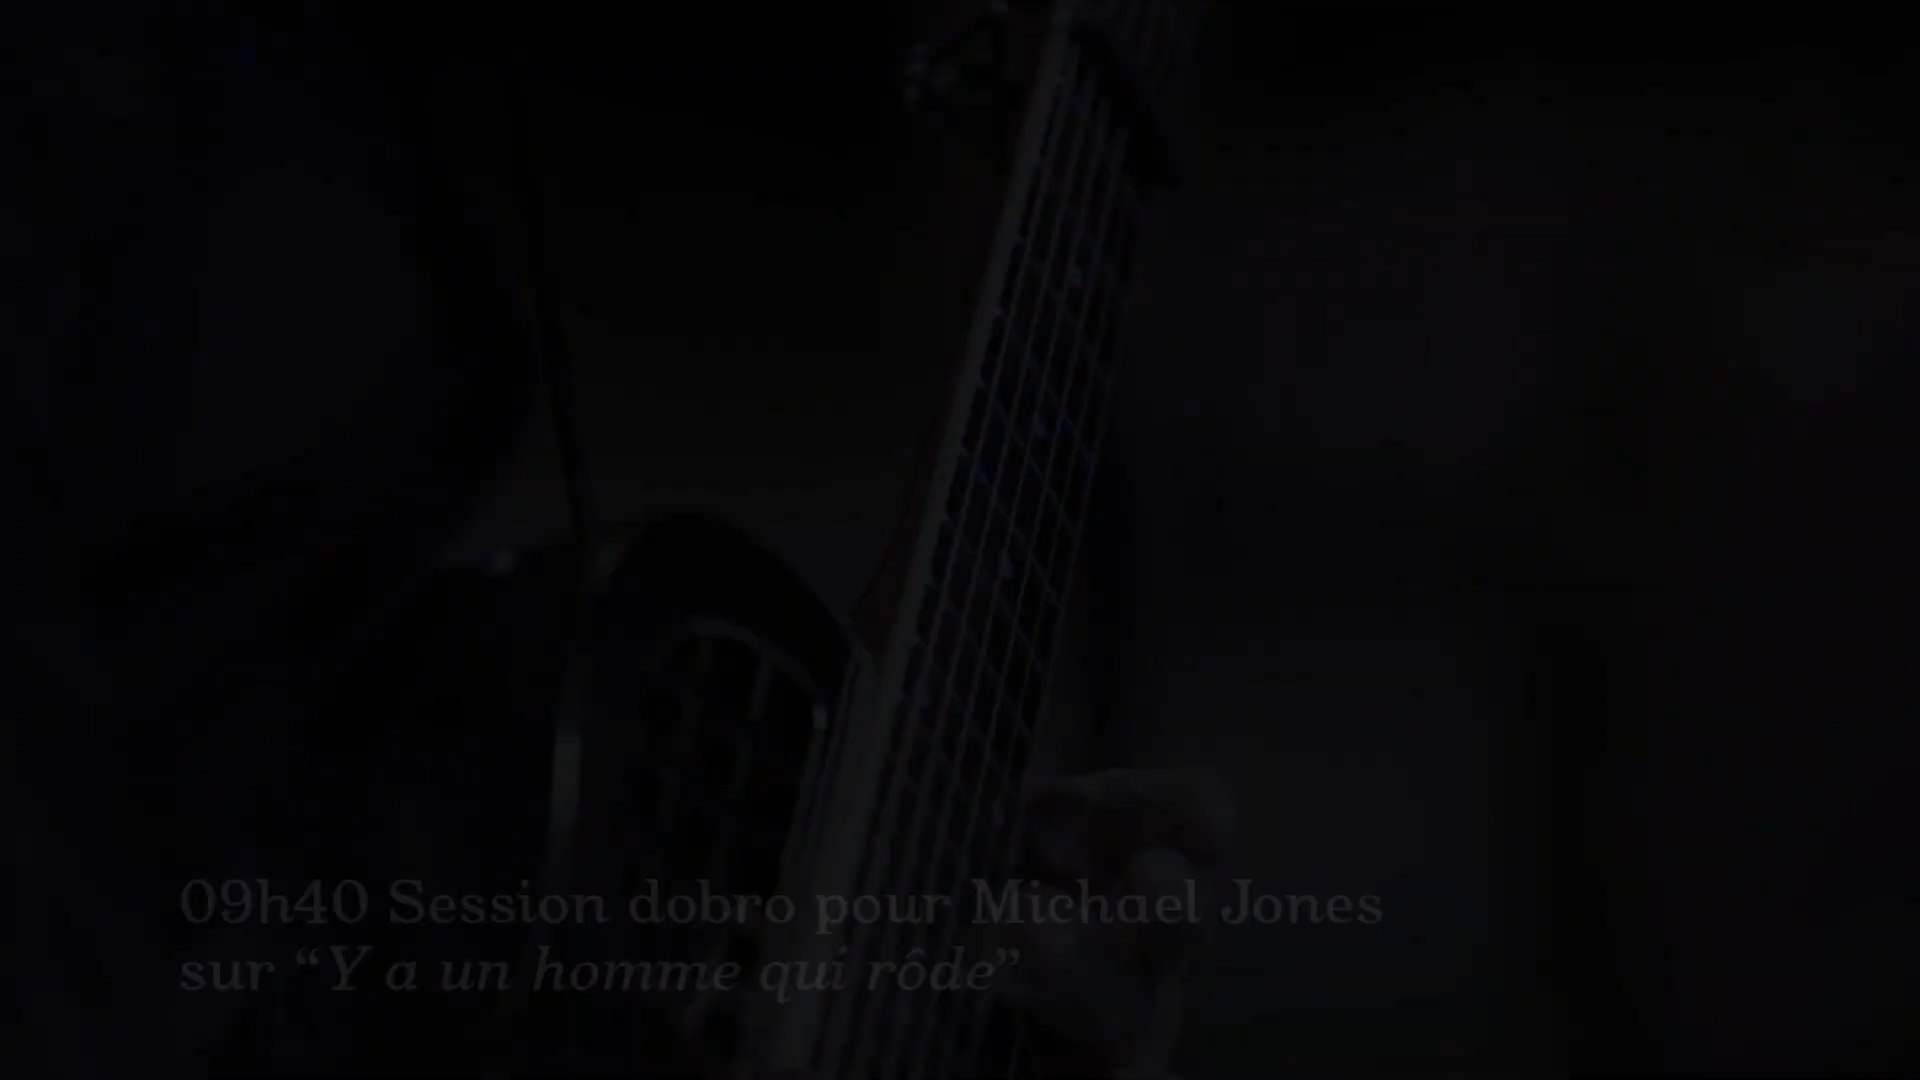 09h40 Session dobro pour Michael Jones
sur “Y a un homme qui rôde”